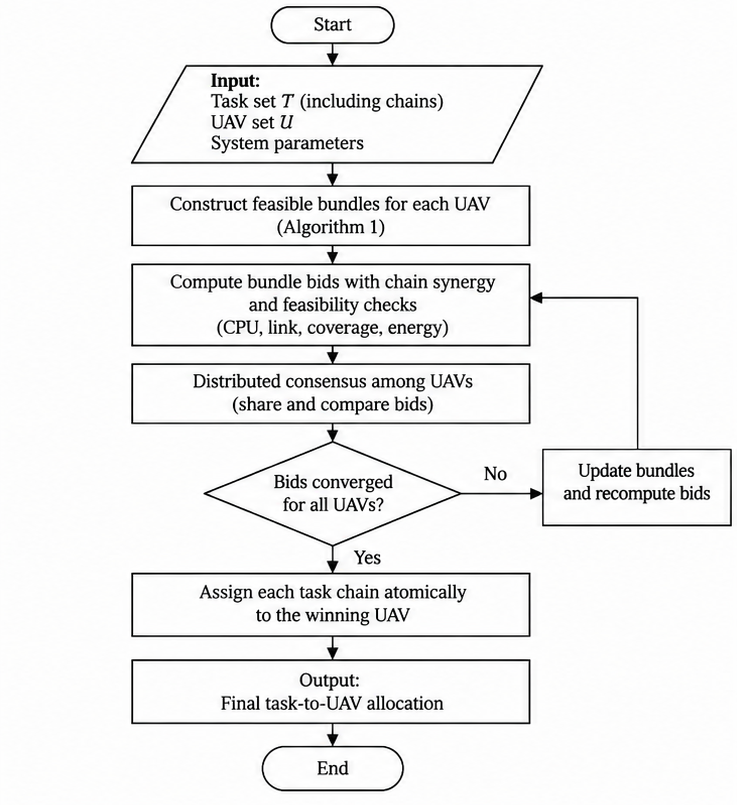 Start
Input:
Task set T (including chains)
UAV set U
System parameters
Construct feasible bundles for each UAV
(Algorithm 1)
Compute bundle bids with chain synergy
and feasibility checks
(CPU, link, coverage, energy)
Distributed consensus among UAVs
(share and compare bids)
Bids converged
for all UAVs?
No
Update bundles
and recompute bids
Yes
Assign each task chain atomically
to the winning UAV
Output:
Final task-to-UAV allocation
End